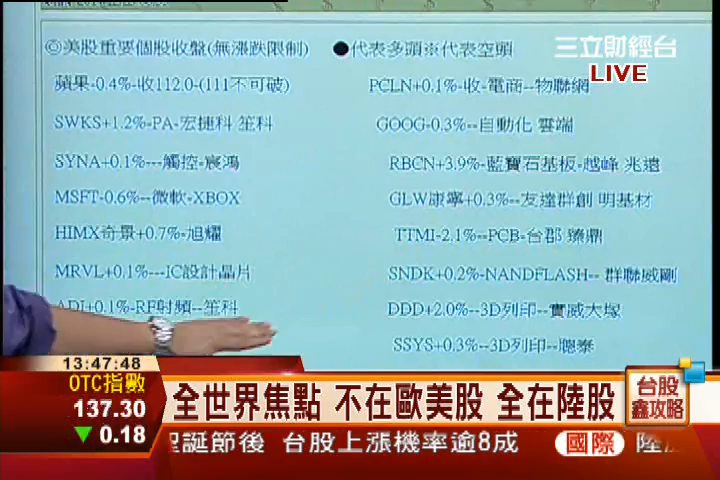 ◎美股重要個股收盤(無漲跌限制)
●代表多頭※代表空頭
三立財經台
LIVE
蘋果-0.4%-收112.0-(111不可破)
PCLN+0.1%-收-電商--物聯網
SWKS+1.2%-PA-宏捷科 笙科
GOOG-0.3%--自動化 雲端
SYNA+0.1%---觸控-宸鴻
RBCN+3.9%-藍寶石基板-越峰 兆遠
MSFT-0.6%--微軟-XBOX
GLW康寧+0.3%--友達群創 明基材
HIMX奇景+0.7%-旭耀
TTMI-2.1%--PCB-台郡 臻鼎
MRVL+0.1%---IC設計晶片
SNDK+0.2%-NANDFLASH-- 群聯威剛
ADI+0.1%-RF射頻--笙科
DDD+2.0%--3D列印--實威大塚
SSYS+0.3%--3D列印--聰泰
13:47:48
OTC指數
137.30
▼0.18
全世界焦點 不在歐美股 全在陸股
台股
鑫攻略
聖誕節後 台股上漲機率逾8成
國際
陸